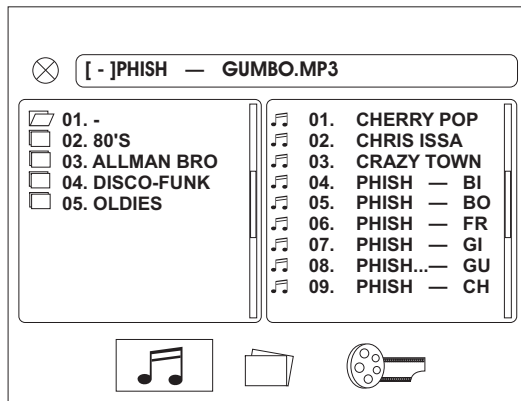 [ - ]PHISH — GUMBO.MP3
01. -
02. 80'S
03. ALLMAN BRO
04. DISCO-FUNK
05. OLDIES
01. CHERRY POP
02. CHRIS ISSA
03. CRAZY TOWN
04. PHISH — BI
05. PHISH — BO
06. PHISH — FR
07. PHISH — GI
08. PHISH...— GU
09. PHISH — CH